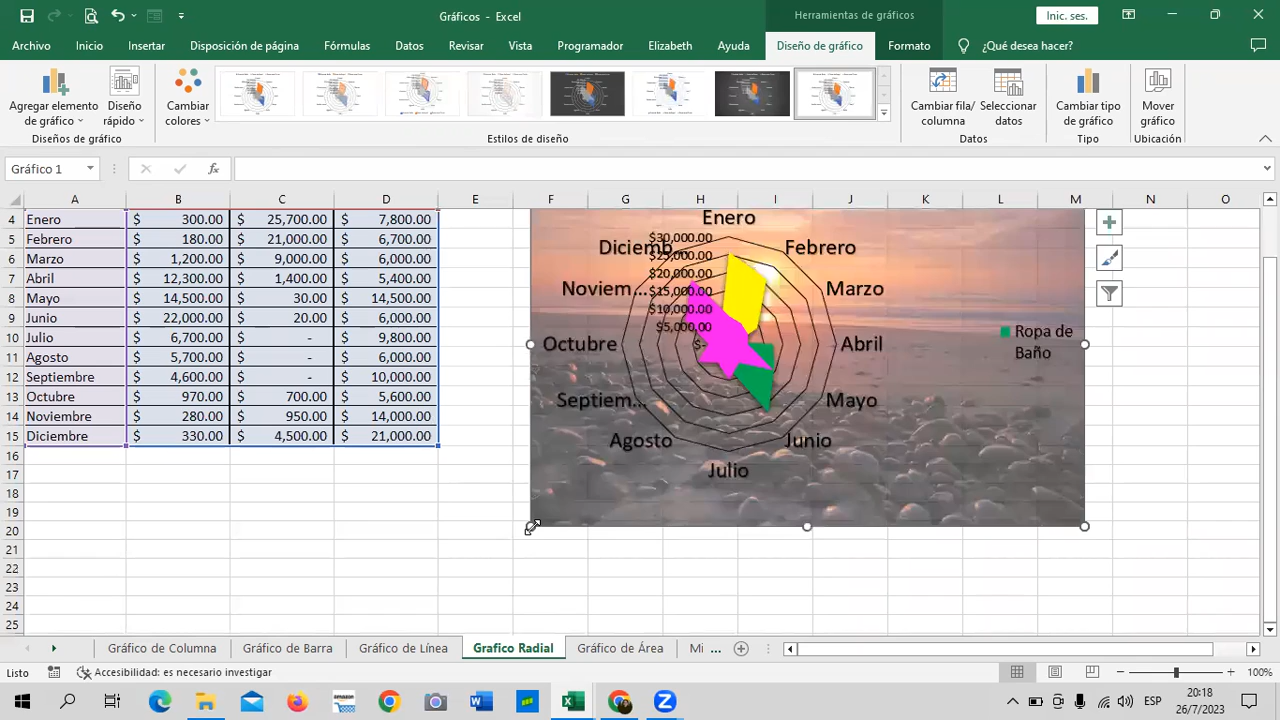 Gráficos - Excel
Herramientas de gráficos
Inic. ses.
Archivo Inicio Insertar Disposición de página Fórmulas Datos Revisar Vista Programador Elizabeth Ayuda Diseño de gráfico Formato ¿Qué desea hacer?
Agregar elemento de gráfico
Diseño rápido
Cambiar colores
Cambiar fila/columna
Seleccionar datos
Cambiar tipo de gráfico
Mover gráfico
Diseños de gráfico
Estilos de diseño
Datos
Tipo
Ubicación
Gráfico 1
fx
A B C D E F G H I J K L M N O
4 Enero $ 300.00 $ 25,700.00 $ 7,800.00
5 Febrero $ 180.00 $ 21,000.00 $ 6,700.00
6 Marzo $ 1,200.00 $ 9,000.00 $ 6,000.00
7 Abril $ 12,300.00 $ 1,400.00 $ 5,400.00
8 Mayo $ 14,500.00 $ 30.00 $ 14,500.00
9 Junio $ 22,000.00 $ 20.00 $ 6,000.00
10 Julio $ 6,700.00 $ - $ 9,800.00
11 Agosto $ 5,700.00 $ - $ 6,000.00
12 Septiembre $ 4,600.00 $ - $ 10,000.00
13 Octubre $ 970.00 $ 700.00 $ 5,600.00
14 Noviembre $ 280.00 $ 950.00 $ 14,000.00
15 Diciembre $ 330.00 $ 4,500.00 $ 21,000.00
16
17
18
19
20
21
22
23
24
25
Enero
Febrero
Marzo
Abril
Mayo
Junio
Julio
Agosto
Septiem...
Octubre
Noviem...
Diciemb...
$30,000.00
$25,000.00
$20,000.00
$15,000.00
$10,000.00
$5,000.00
$-
Ropa de
Baño
Gráfico de Columna Gráfico de Barra Gráfico de Línea Grafico Radial Gráfico de Área Mi ...
Listo Accesibilidad: es necesario investigar 100%
amazon
ESP
20:18
26/7/2023